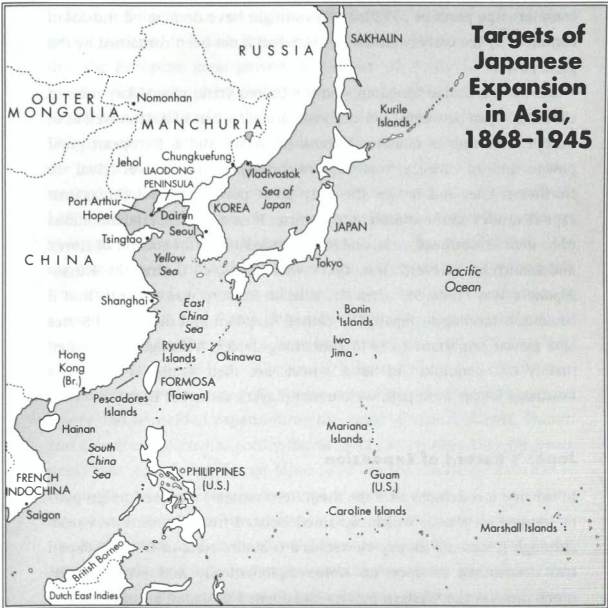 Targets of
Japanese
Expansion
in Asia,
1868–1945
RUSSIA
SAKHALIN
OUTER
MONGOLIA
Nomonhan
MANCHURIA
Kurile
Islands
Jehol
Chungkuefung
LIAODONG
PENINSULA
Vladivostok
Port Arthur
Hopei
Dairen
Sea of
Japan
KOREA
Seoul
JAPAN
Tsingtao
CHINA
Yellow
Sea
Tokyo
Pacific
Ocean
Shanghai
East
China
Sea
Bonin
Islands
Ryukyu
Islands
Okinawa
Iwo
Jima
Hong
Kong
(Br.)
FORMOSA
(Taiwan)
Pescadores
Islands
Hainan
Mariana
Islands
South
China
Sea
PHILIPPINES
(U.S.)
Guam
(U.S.)
FRENCH
INDOCHINA
Caroline Islands
Marshall Islands
Saigon
British Borneo
Dutch East Indies